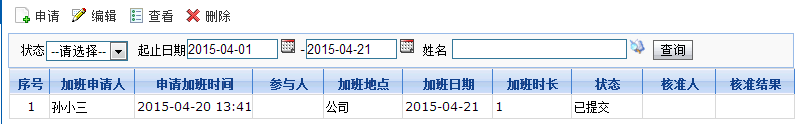 申请 编辑 查看 删除
状态 --请选择-- 起止日期 2015-04-01 -2015-04-21 姓名 查询
序号 加班申请人 申请加班时间 参与人 加班地点 加班日期 加班时长 状态 核准人 核准结果
1 孙小三 2015-04-20 13:41 公司 2015-04-21 1 已提交